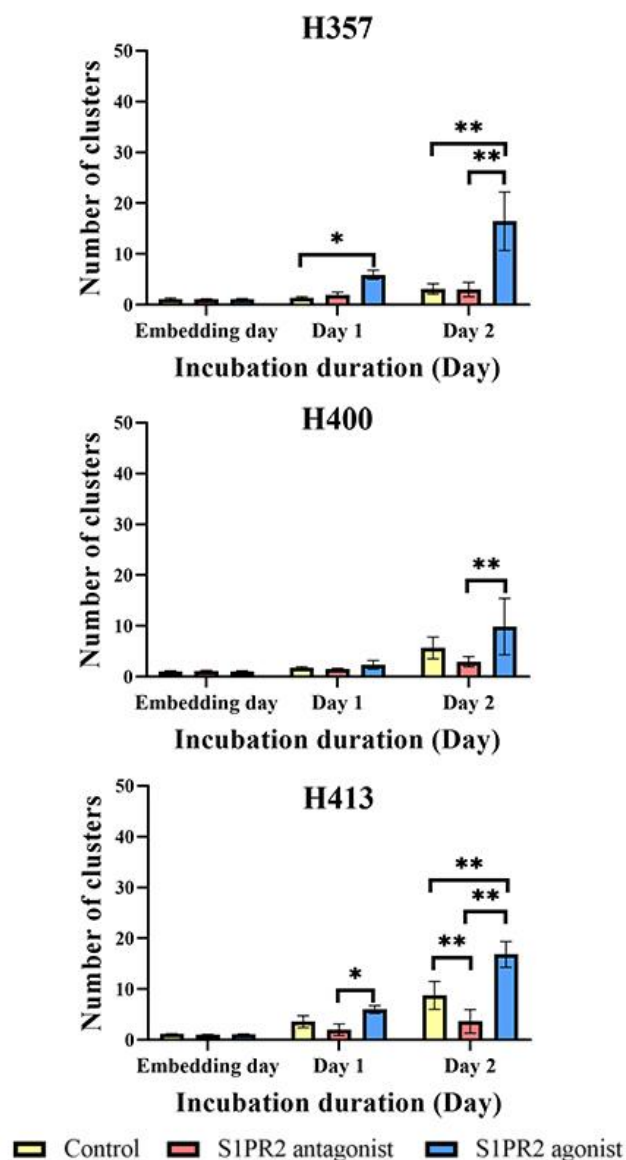 H357
Number of clusters
50
40
30
20
10
0
**
**
*
Embedding day Day 1 Day 2
Incubation duration (Day)
H400
Number of clusters
50
40
30
20
10
0
**
Embedding day Day 1 Day 2
Incubation duration (Day)
H413
Number of clusters
50
40
30
20
10
0
**
**
**
*
Embedding day Day 1 Day 2
Incubation duration (Day)
Control S1PR2 antagonist S1PR2 agonist